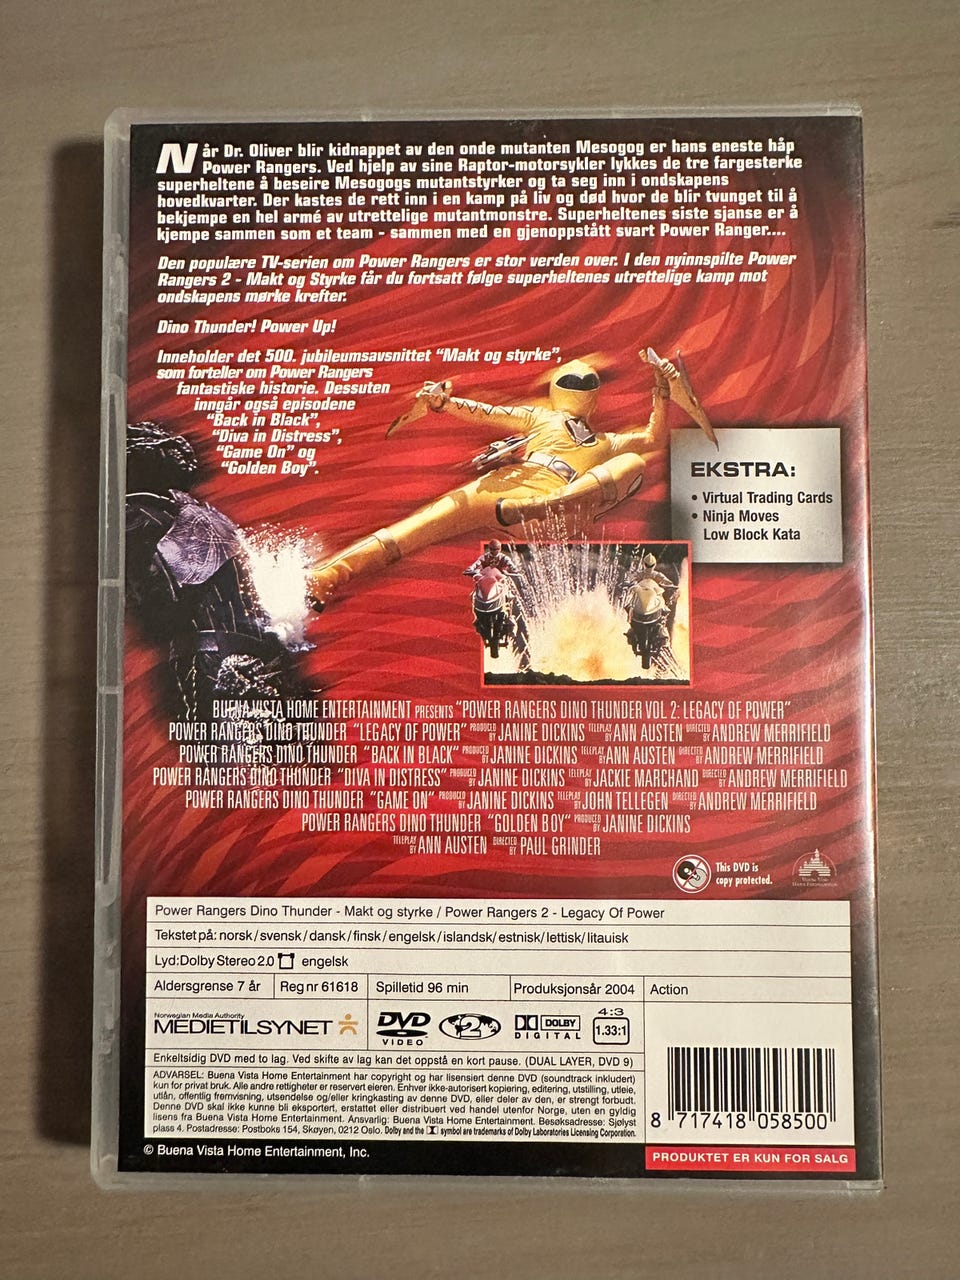 Når Dr. Oliver blir kidnappet av den onde mutanten Mesogog er hans eneste håp
Power Rangers. Ved hjelp av sine Raptor-motorsykler lykkes de tre fargesterke
superheltene å beseire Mesogogs mutantstyrker og ta seg inn i ondskapens
hovedkvarter. Der kastes de rett inn i en kamp på liv og død hvor de blir tvunget til å
bekjempe en hel armé av utrettelige mutantmonstre. Superheltenes siste sjanse er å
kjempe sammen som et team - sammen med en gjenoppstått svart Power Ranger....
Den populære TV-serien om Power Rangers er stor verden over. I den nyinnspilte Power
Rangers 2 - Makt og Styrke får du fortsatt følge superheltenes utrettelige kamp mot
ondskapens mørke krefter.
Dino Thunder! Power Up!
Inneholder det 500. jubileumsavsnittet "Makt og styrke",
som forteller om Power Rangers
fantastiske historie. Dessuten
inngår også episodene
"Back in Black",
"Diva in Distress",
"Game On" og
"Golden Boy".
EKSTRA:
• Virtual Trading Cards
• Ninja Moves
Low Block Kata
BUENA VISTA HOME ENTERTAINMENT PRESENTS "POWER RANGERS DINO THUNDER VOL 2: LEGACY OF POWER"
POWER RANGERS DINO THUNDER "LEGACY OF POWER" PRODUCED BY JANINE DICKINS TELEPLAY BY ANN AUSTEN DIRECTED BY ANDREW MERRIFIELD
POWER RANGERS DINO THUNDER "BACK IN BLACK" PRODUCED BY JANINE DICKINS TELEPLAY BY ANN AUSTEN DIRECTED BY ANDREW MERRIFIELD
POWER RANGERS DINO THUNDER "DIVA IN DISTRESS" PRODUCED BY JANINE DICKINS TELEPLAY BY JACKIE MARCHAND DIRECTED BY ANDREW MERRIFIELD
POWER RANGERS DINO THUNDER "GAME ON" PRODUCED BY JANINE DICKINS TELEPLAY BY JOHN TELLEGEN DIRECTED BY ANDREW MERRIFIELD
POWER RANGERS DINO THUNDER "GOLDEN BOY" PRODUCED BY JANINE DICKINS
TELEPLAY BY ANN AUSTEN DIRECTED BY PAUL GRINDER
This DVD is
copy protected.
BUENA VISTA
HOME ENTERTAINMENT
Power Rangers Dino Thunder - Makt og styrke / Power Rangers 2 - Legacy Of Power
Tekstet på: norsk/svensk/dansk/finsk/engelsk/islandsk/estnisk/lettisk/litauisk
Lyd: Dolby Stereo 2.0 engelsk
Aldersgrense 7 år Reg nr 61618 Spilletid 96 min Produksjonsår 2004 Action
Norwegian Media Authority
MEDIETILSYNET
DVD VIDEO
2
DOLBY DIGITAL
4:3
1.33:1
Enkeltsidig DVD med to lag. Ved skifte av lag kan det oppstå en kort pause. (DUAL LAYER, DVD 9)
ADVARSEL: Buena Vista Home Entertainment har copyright og har lisensiert denne DVD (soundtrack inkludert)
kun for privat bruk. Alle andre rettigheter er reservert eieren. Enhver ikke-autorisert kopiering, editering, utstilling, utleie,
utlån, offentlig fremvisning, utsendelse og/eller kringkasting av denne DVD, eller deler av den, er strengt forbudt.
Denne DVD skal ikke kunne bli eksportert, erstattet eller distribuert ved handel utenfor Norge, uten en gyldig
lisens fra Buena Vista Home Entertainment. Ansvarlig: Buena Vista Home Entertainment. Besøksadresse: Sjølyst
plass 4. Postadresse: Postboks 154, Skøyen, 0212 Oslo. Dolby and the symbol are trademarks of Dolby Laboratories Licensing Corporation.
8 717418 058500
© Buena Vista Home Entertainment, Inc.
PRODUKTET ER KUN FOR SALG